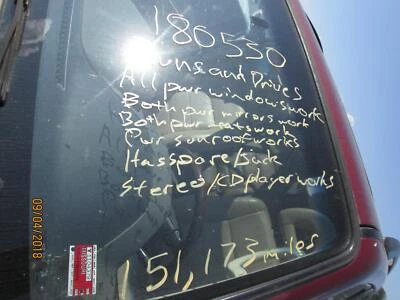 180550
Runs and Drives
All pwr windows work
Both pwr mirrors work
Both pwr seats work
Pwr sunroof works
Has spare/jack
Stereo/CD player works
151,173 miles
09/04/2018